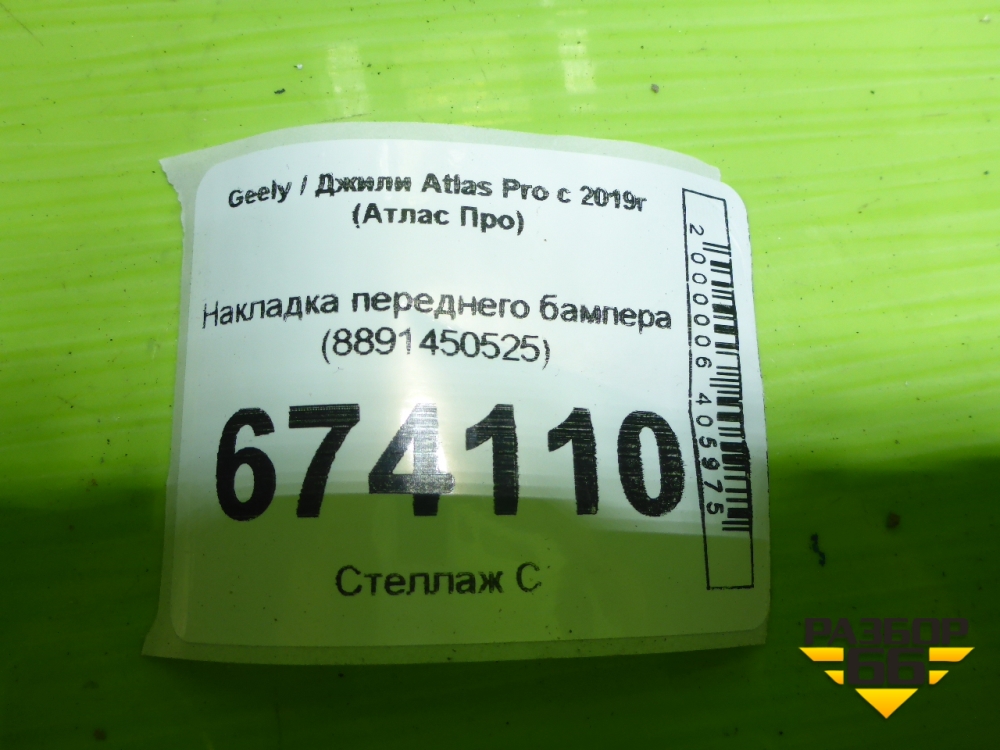 Geely / Джили Atlas Pro с 2019г
(Атлас Про)
Накладка переднего бампера
(8891450525)
674110
Стеллаж С
2000006405975
РАЗБОР
66